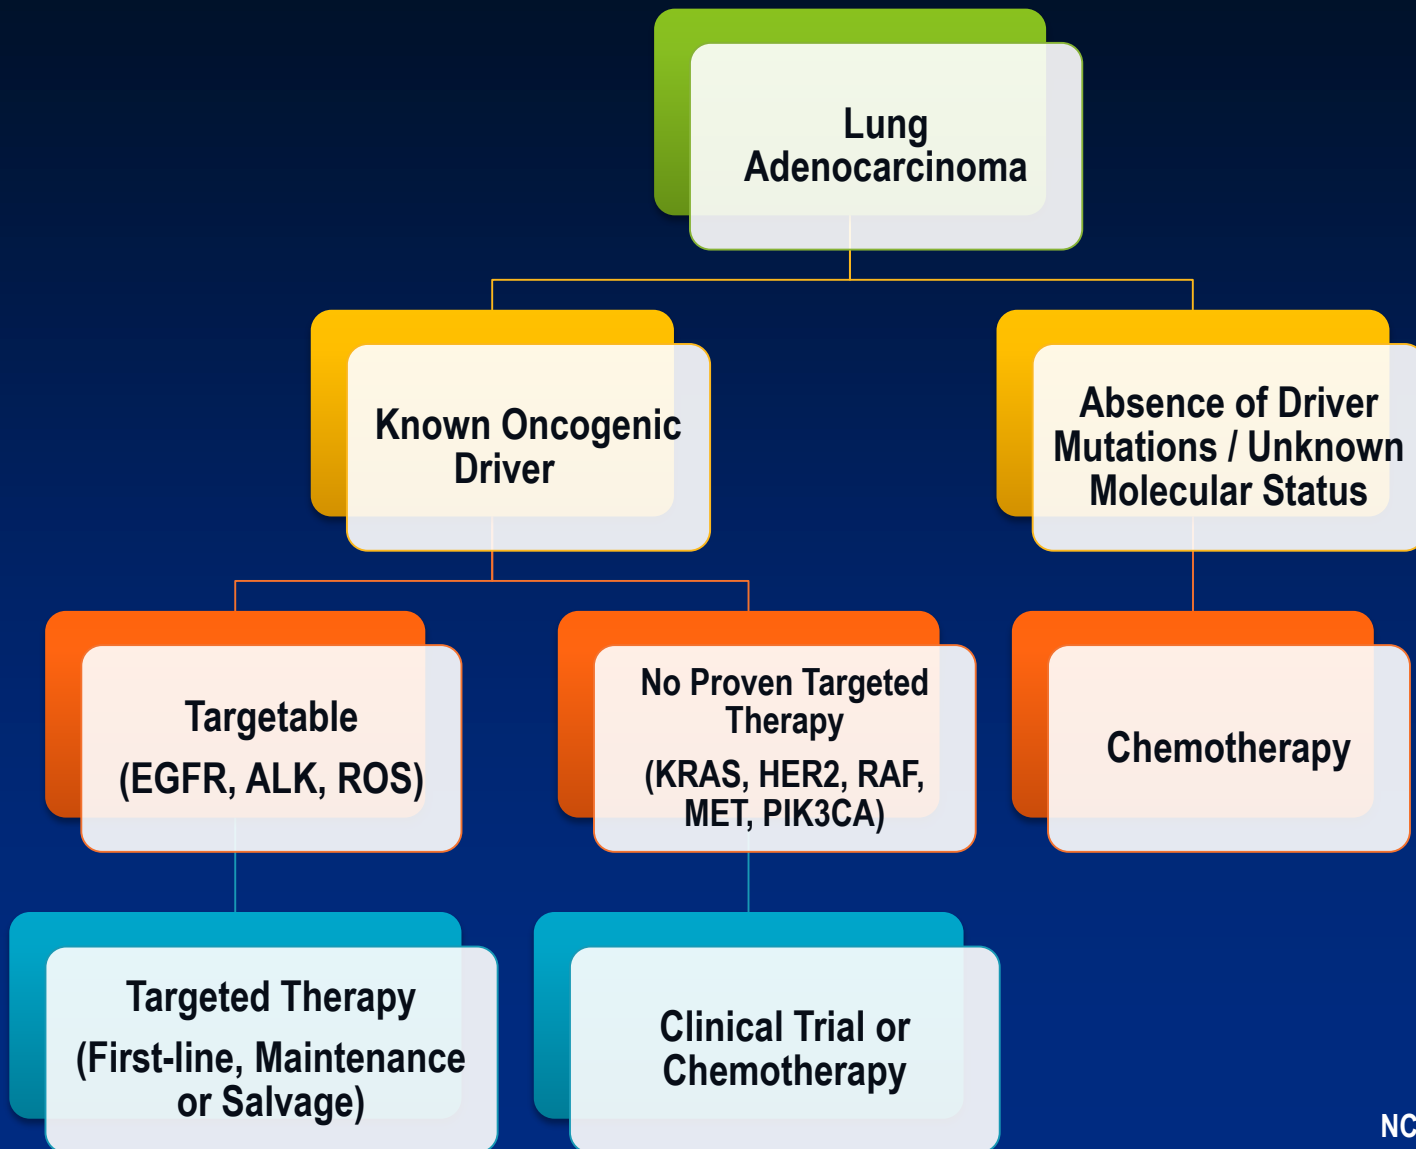 Lung
Adenocarcinoma
Known Oncogenic
Driver
Absence of Driver
Mutations / Unknown
Molecular Status
Targetable
(EGFR, ALK, ROS)
No Proven Targeted
Therapy
(KRAS, HER2, RAF,
MET, PIK3CA)
Chemotherapy
Targeted Therapy
(First-line, Maintenance
or Salvage)
Clinical Trial or
Chemotherapy
NC